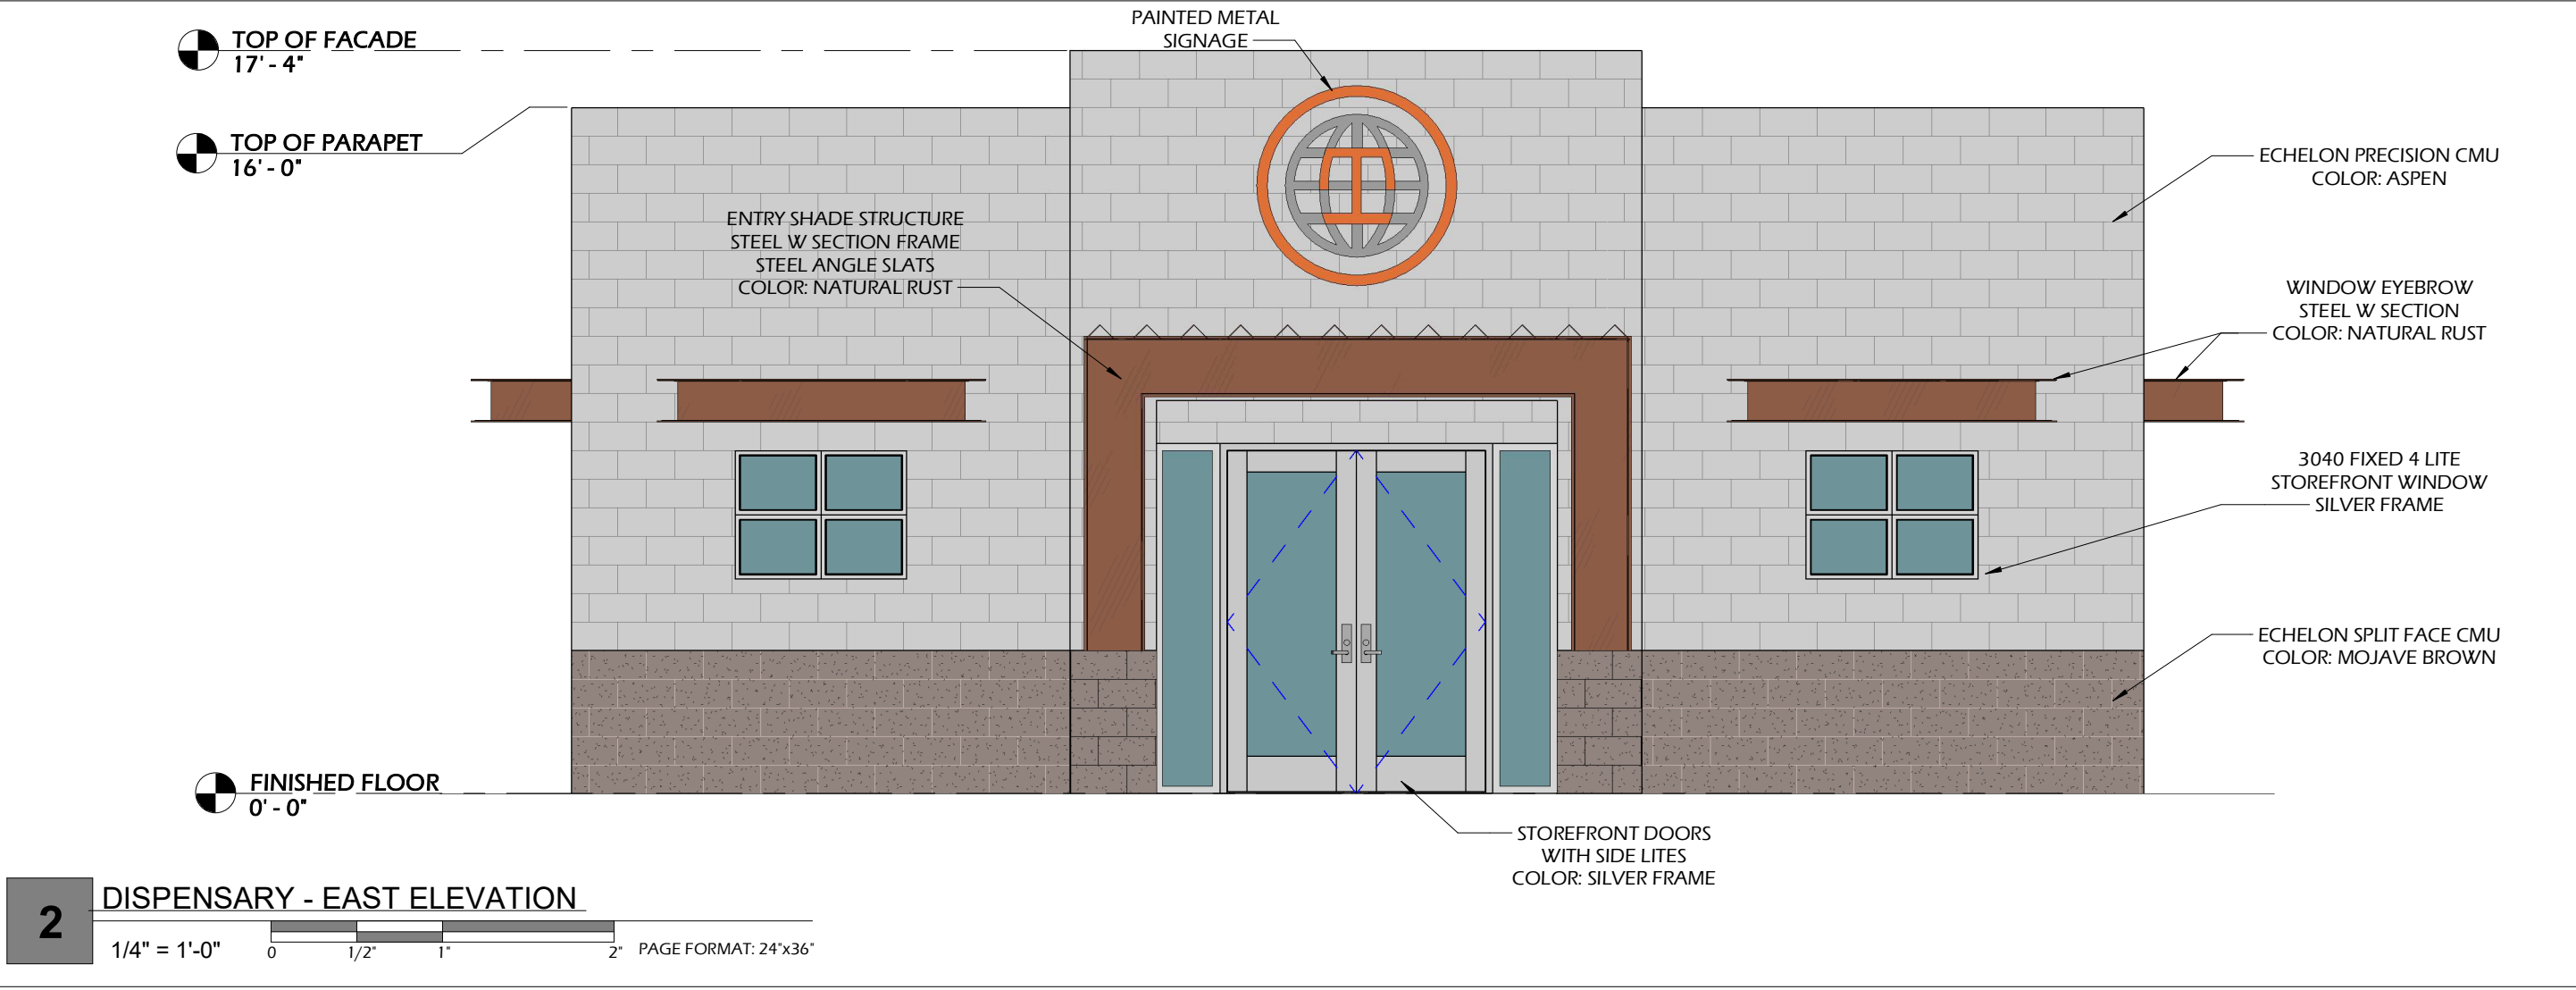 PAINTED METAL
SIGNAGE
TOP OF FACADE
17' - 4"
TOP OF PARAPET
16' - 0"
ECHELON PRECISION CMU
COLOR: ASPEN
ENTRY SHADE STRUCTURE
STEEL W SECTION FRAME
STEEL ANGLE SLATS
COLOR: NATURAL RUST
WINDOW EYEBROW
STEEL W SECTION
COLOR: NATURAL RUST
3040 FIXED 4 LITE
STOREFRONT WINDOW
SILVER FRAME
ECHELON SPLIT FACE CMU
COLOR: MOJAVE BROWN
FINISHED FLOOR
0' - 0"
STOREFRONT DOORS
WITH SIDE LITES
COLOR: SILVER FRAME
2
DISPENSARY - EAST ELEVATION
1/4" = 1'-0"
0 1/2" 1" 2"
PAGE FORMAT: 24"x36"